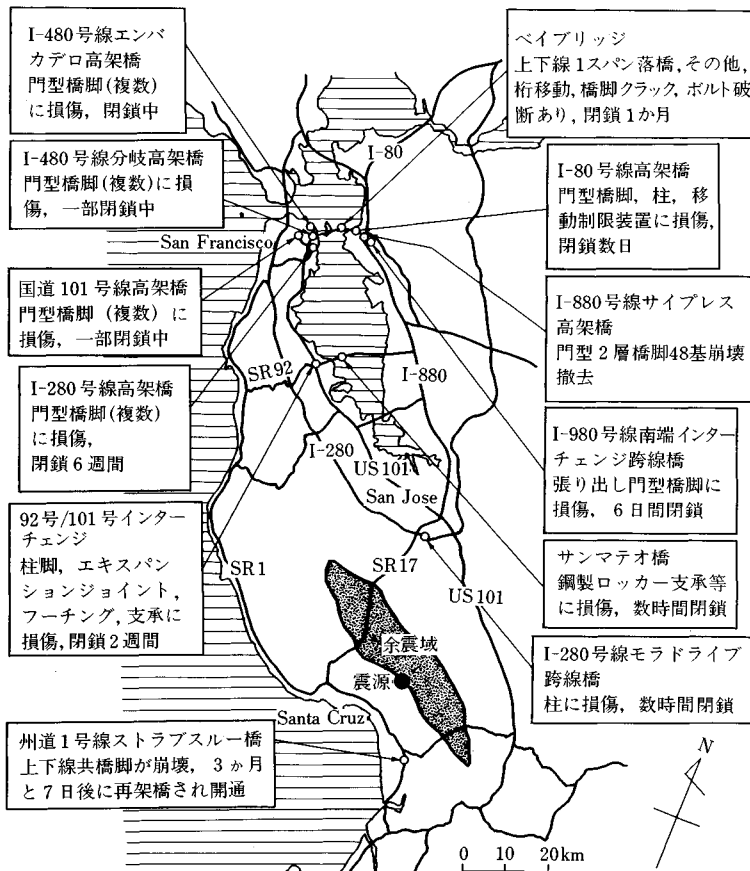 I-480号線エンバ
カデロ高架橋
門型橋脚(複数)
に損傷, 閉鎖中
I-480号線分岐高架橋
門型橋脚(複数)に損
傷, 一部閉鎖中
国道101号線高架橋
門型橋脚 (複数) に
損傷, 一部閉鎖中
I-280号線高架橋
門型橋脚(複数)
に損傷,
閉鎖6週間
92号/101号インター
チェンジ
柱脚, エキスパン
ションジョイント,
フーチング, 支承に
損傷, 閉鎖2週間
州道1号線ストラブスルー橋
上下線共橋脚が崩壊, 3か月
と7日後に再架橋され開通
ベイブリッジ
上下線1スパン落橋, その他,
桁移動, 橋脚クラック, ボルト破
断あり, 閉鎖1か月
I-80号線高架橋
門型橋脚, 柱, 移
動制限装置に損傷,
閉鎖数日
I-880号線サイプレス
高架橋
門型2層橋脚48基崩壊
撤去
I-980号線南端インター
チェンジ跨線橋
張り出し門型橋脚に
損傷, 6日間閉鎖
サンマテオ橋
鋼製ロッカー支承等
に損傷, 数時間閉鎖
I-280号線モラドライブ
跨線橋
柱に損傷, 数時間閉鎖
I-80
San Francisco
SR92
I-880
I-280
US101
San Jose
SR1
SR17
US101
余震域
震源
Santa Cruz
N
0 10 20km